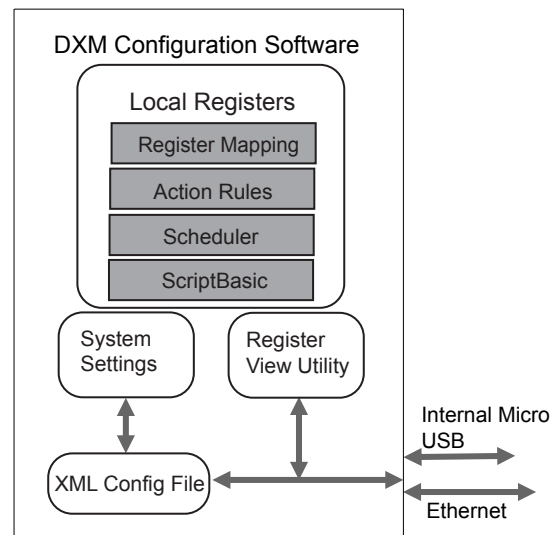 DXM Configuration Software
Local Registers
Register Mapping
Action Rules
Scheduler
ScriptBasic
System
Settings
Register
View Utility
Internal Micro
USB
XML Config File
Ethernet